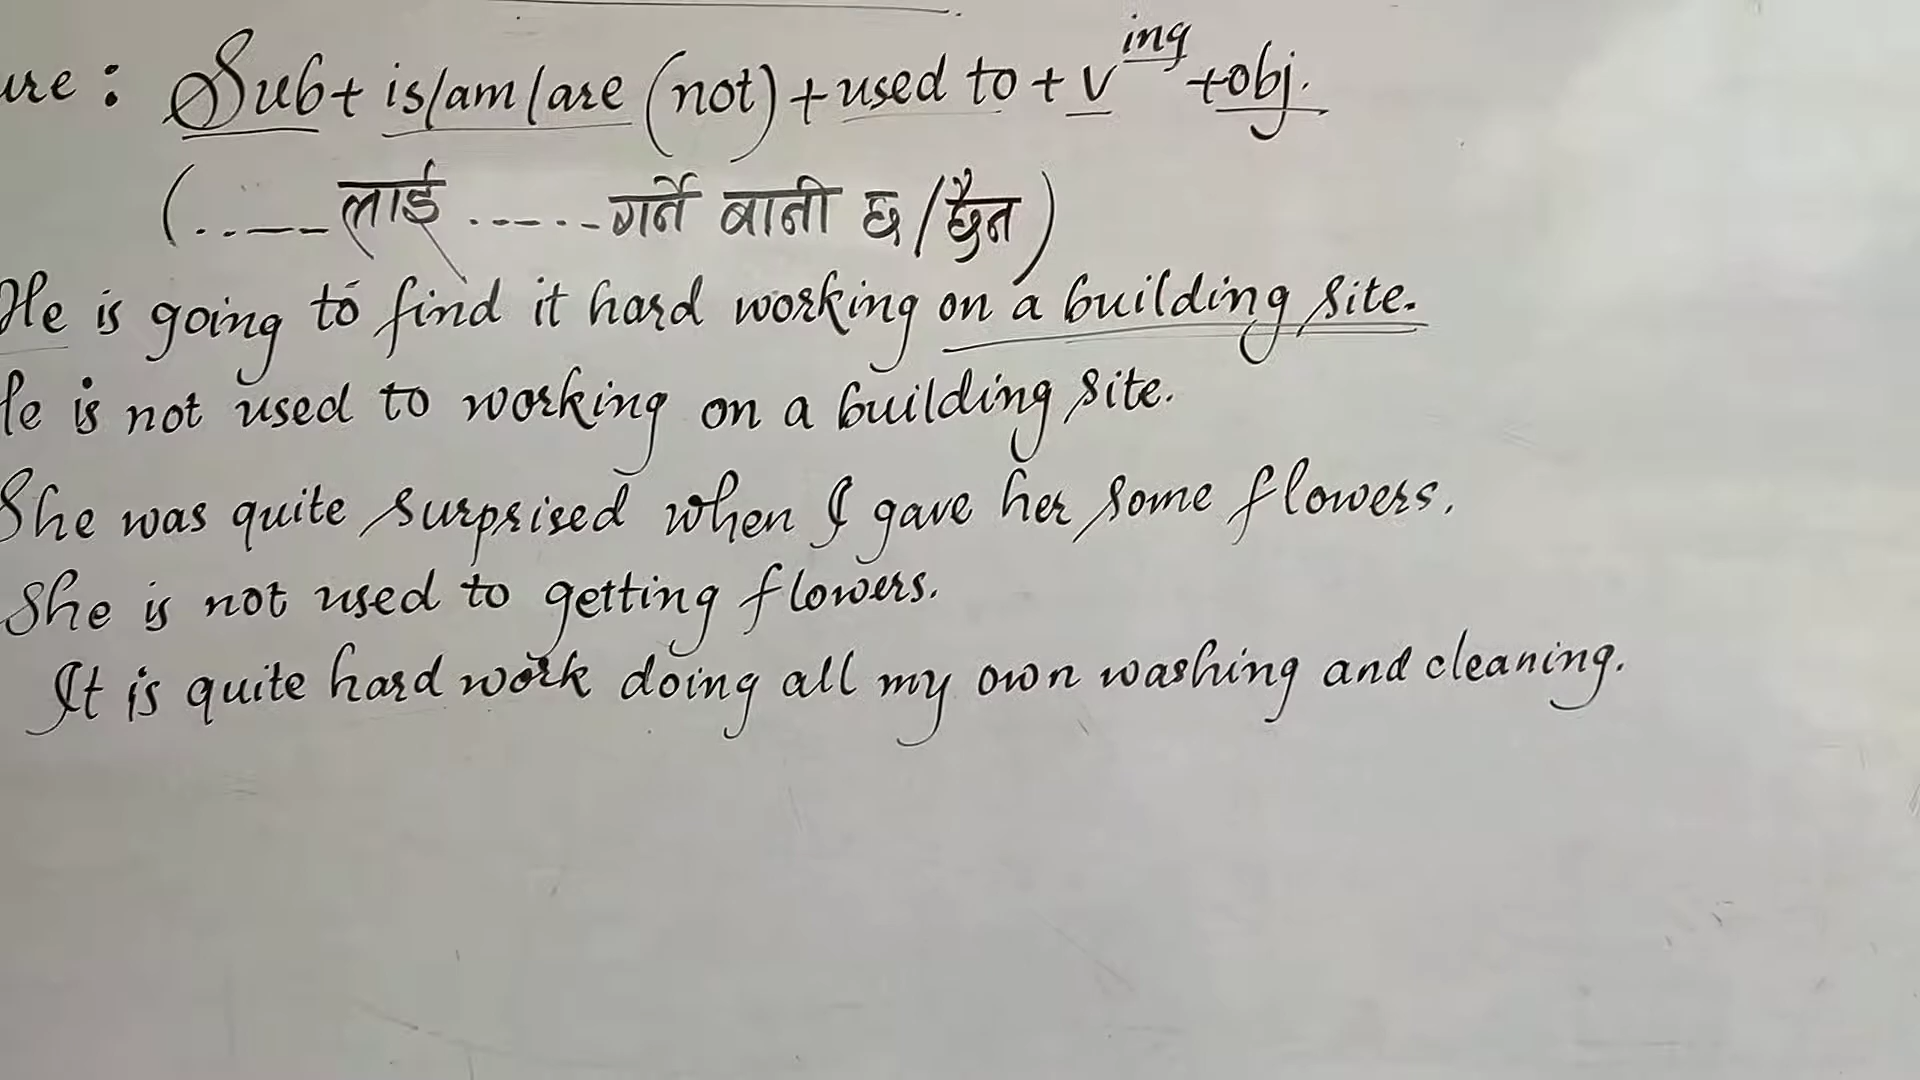 ure : Sub + is/am/are (not) + used to + v ing + obj.
(..---- लाई ------ गर्ने बानी छ / छैन)
He is going to find it hard working on a building site.
He is not used to working on a building site.
She was quite surprised when I gave her some flowers.
She is not used to getting flowers.
It is quite hard work doing all my own washing and cleaning.